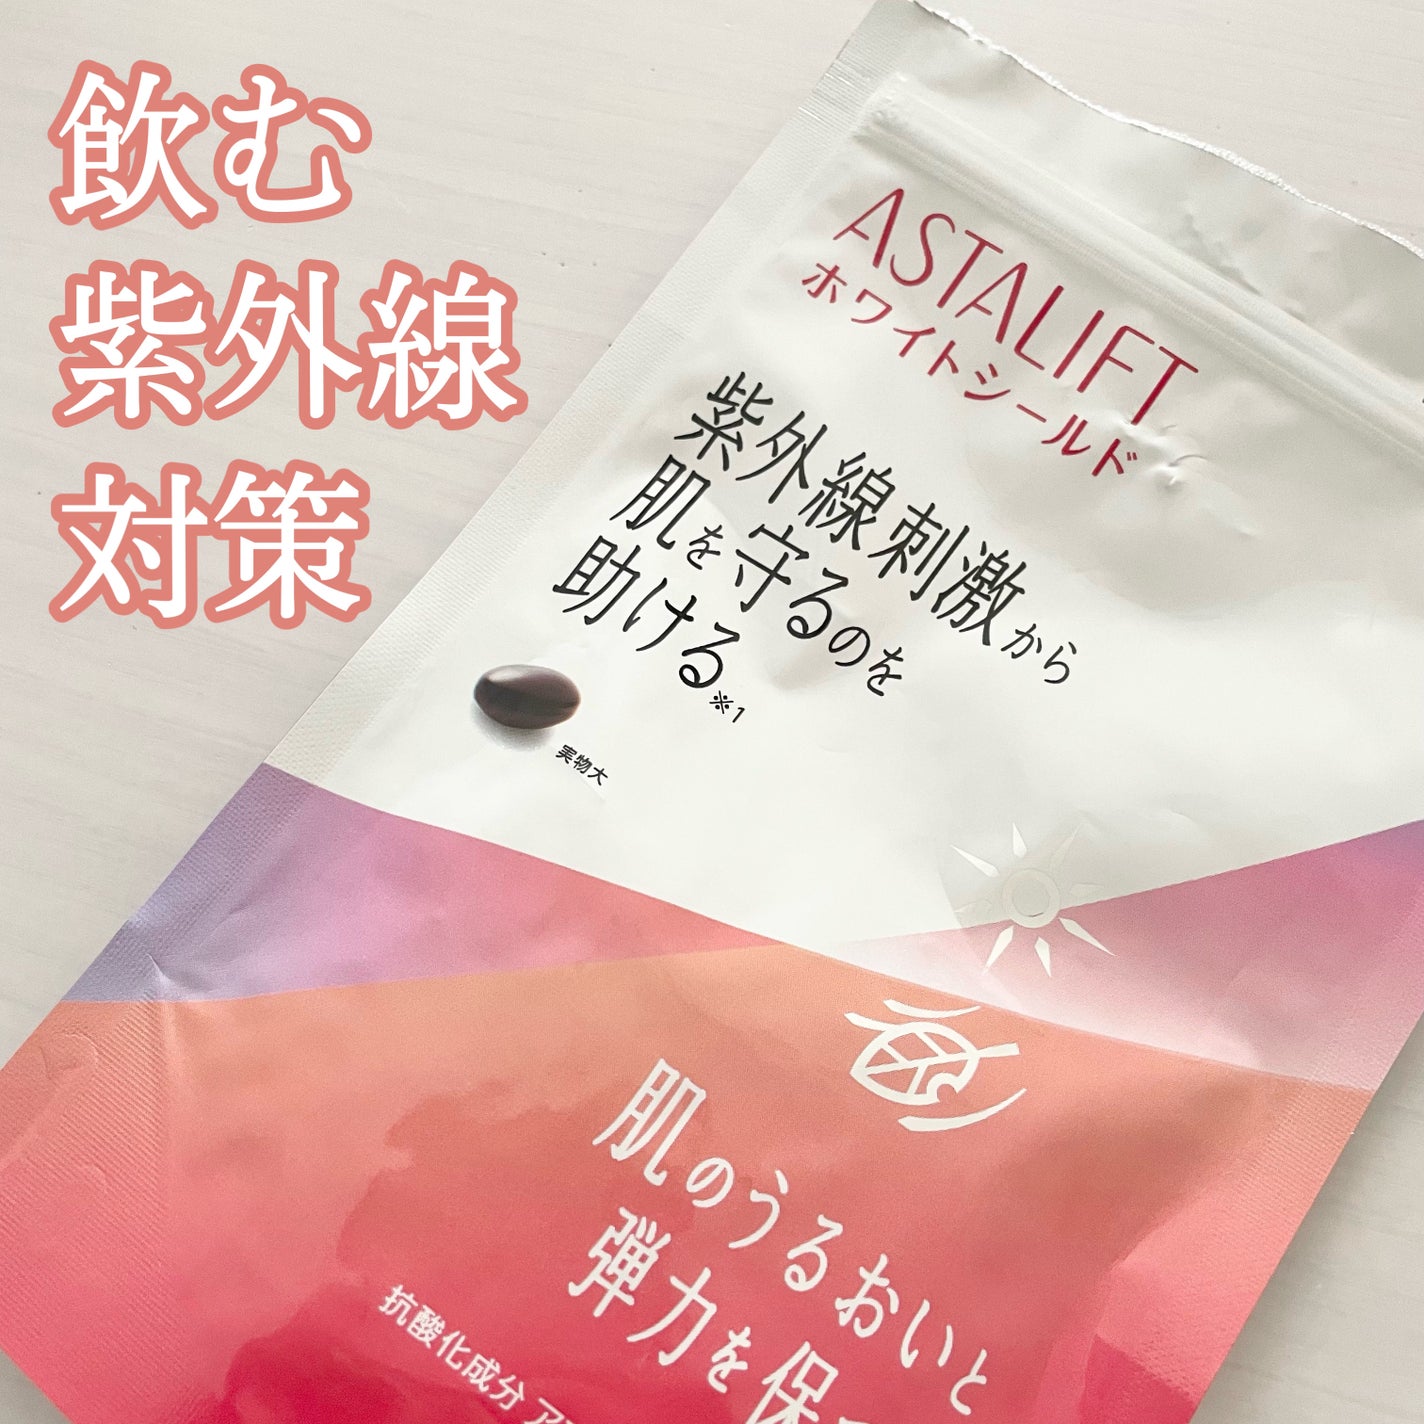 飲む
紫外線
対策
ASTALIFT
ホワイトシールド
紫外線刺激から
肌を守るのを
助ける※1
実物大
肌のうるおいと
弾力を保
抗酸化成分 ア